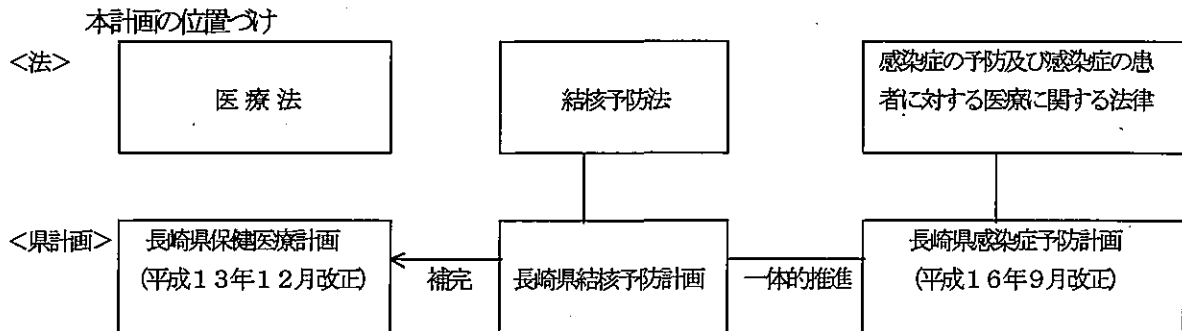 本計画の位置づけ
<法>
医療法
結核予防法
感染症の予防及び感染症の患
者に対する医療に関する法律
<県計画>
長崎県保健医療計画
(平成13年12月改正)
補完
長崎県結核予防計画
一体的推進
長崎県感染症予防計画
(平成16年9月改正)